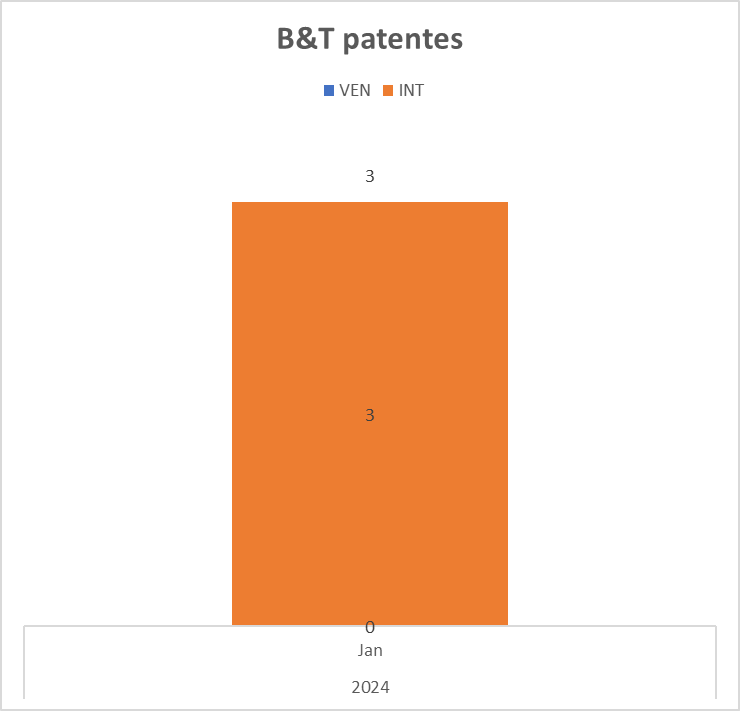 B&T patentes
VEN INT
3
3
0
Jan
2024